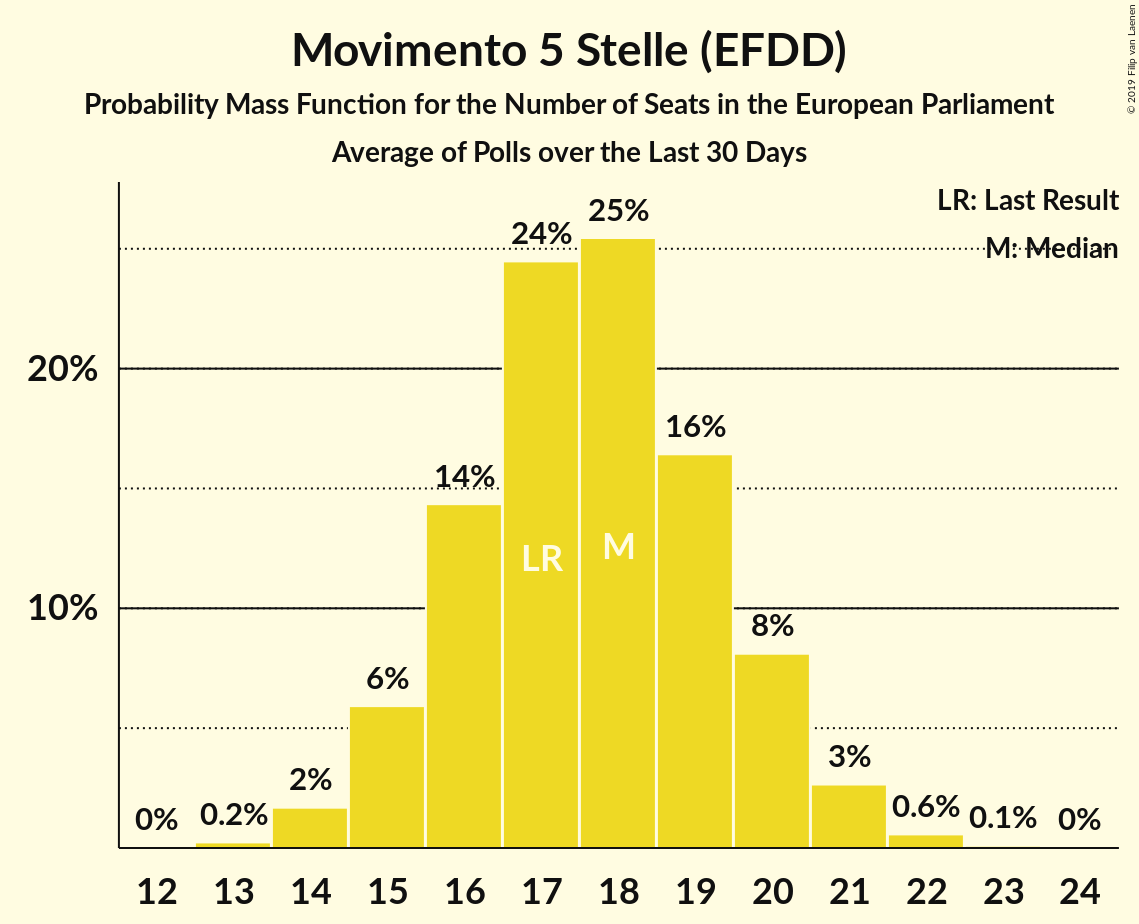 Movimento 5 Stelle (EFDD)
Probability Mass Function for the Number of Seats in the European Parliament
Average of Polls over the Last 30 Days
© 2019 Filip van Laenen
LR: Last Result
M: Median
20%
10%
0%
0.2%
2%
6%
14%
24%
25%
16%
8%
3%
0.6%
0.1%
0%
LR
M
12 13 14 15 16 17 18 19 20 21 22 23 24